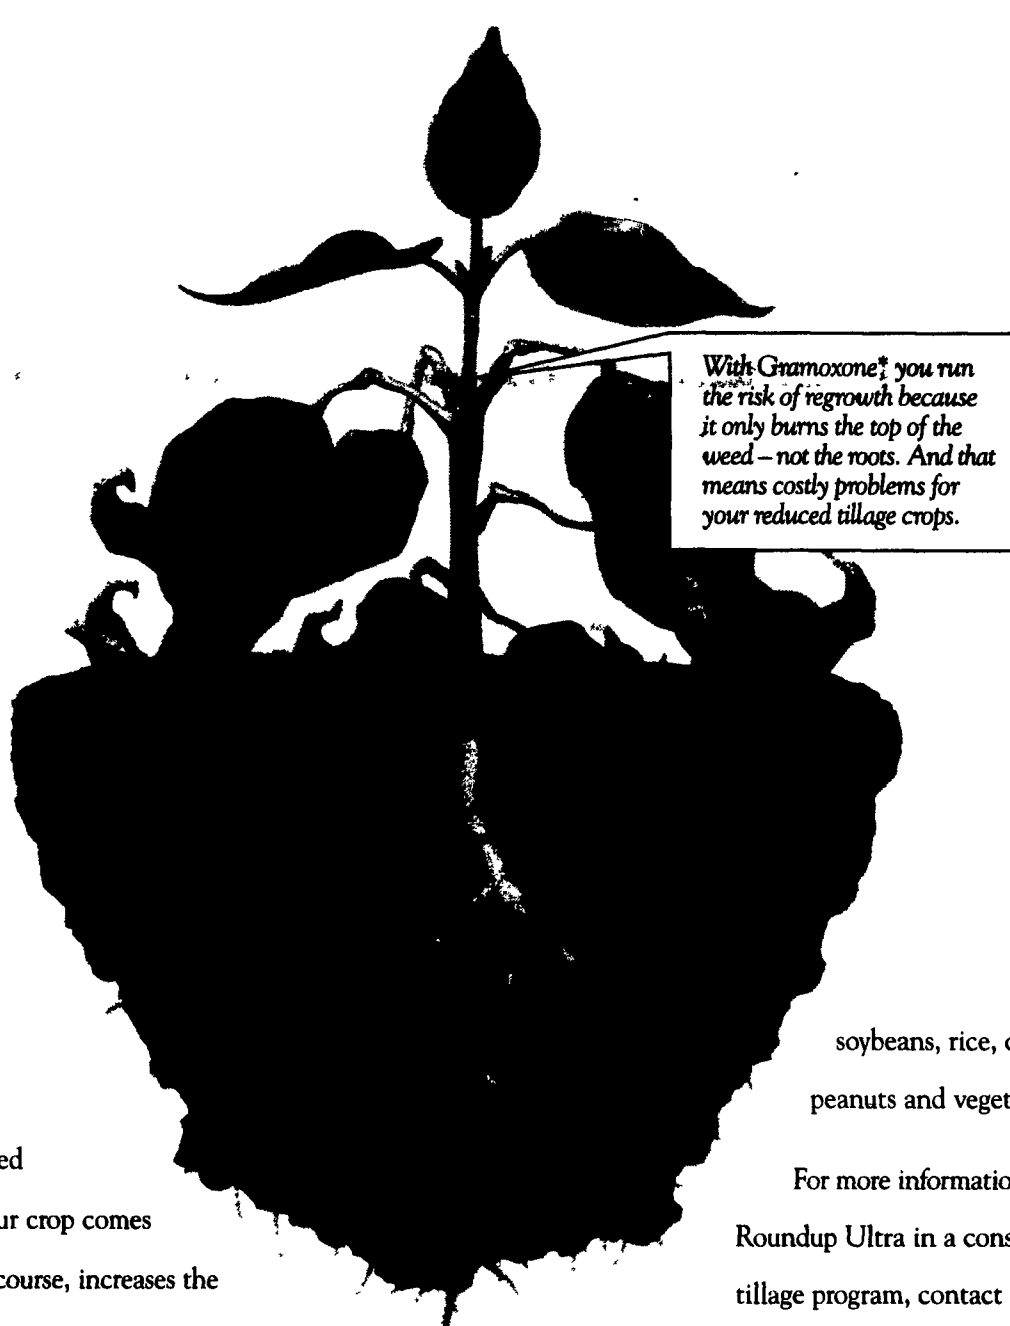 With Gramoxone,* you run
the risk of regrowth because
it only burns the top of the
weed – not the roots. And that
means costly problems for
your reduced tillage crops.
soybeans, rice,
peanuts and veget
ed
ur crop comes
course, increases the
For more informatio
Roundup Ultra in a cons
tillage program, contact